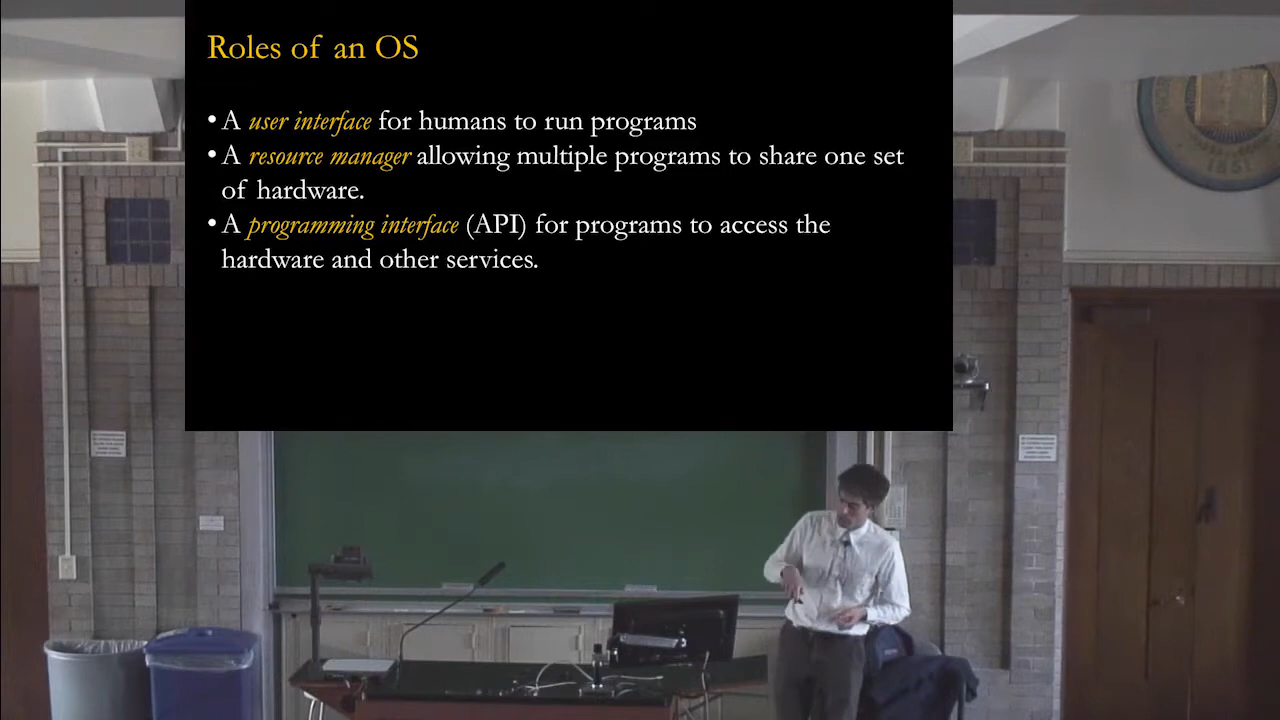 Roles of an OS
• A user interface for humans to run programs
• A resource manager allowing multiple programs to share one set
of hardware.
• A programming interface (API) for programs to access the
hardware and other services.
1851